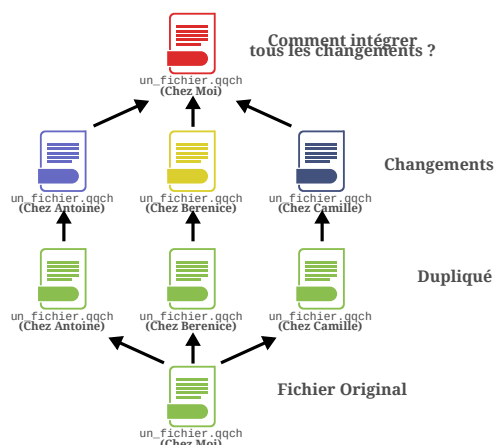 Comment intégrer
tous les changements ?
un_fichier.qqch
(Chez Moi)
Changements
un_fichier.qqch
(Chez Antoine)
un_fichier.qqch
(Chez Berenice)
un_fichier.qqch
(Chez Camille)
Dupliqué
un_fichier.qqch
(Chez Antoine)
un_fichier.qqch
(Chez Berenice)
un_fichier.qqch
(Chez Camille)
Fichier Original
un_fichier.qqch
(Chez Moi)